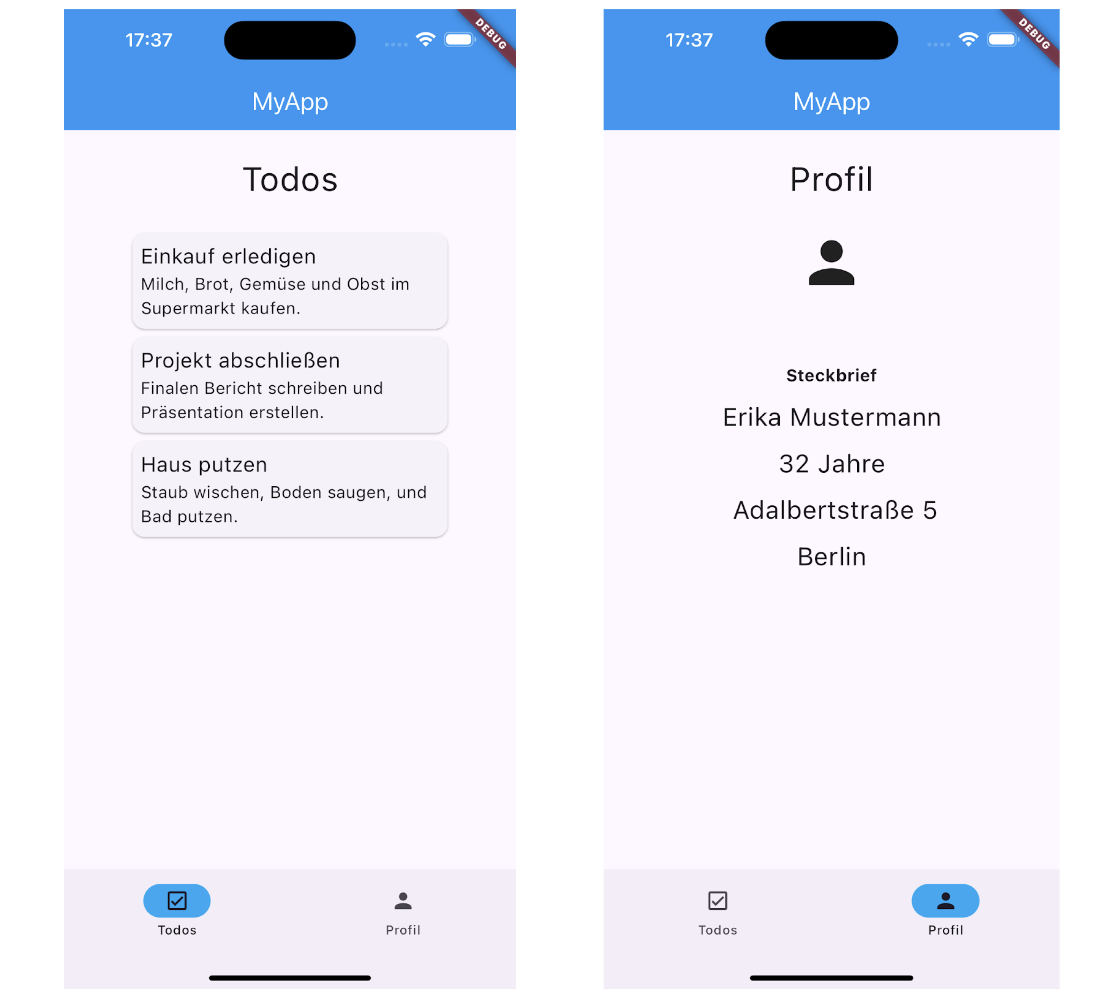 17:37
DEBUG
MyApp
Todos
Einkauf erledigen
Milch, Brot, Gemüse und Obst im
Supermarkt kaufen.
Projekt abschließen
Finalen Bericht schreiben und
Präsentation erstellen.
Haus putzen
Staub wischen, Boden saugen, und
Bad putzen.
Todos
Profil
17:37
DEBUG
MyApp
Profil
Steckbrief
Erika Mustermann
32 Jahre
Adalbertstraße 5
Berlin
Todos
Profil